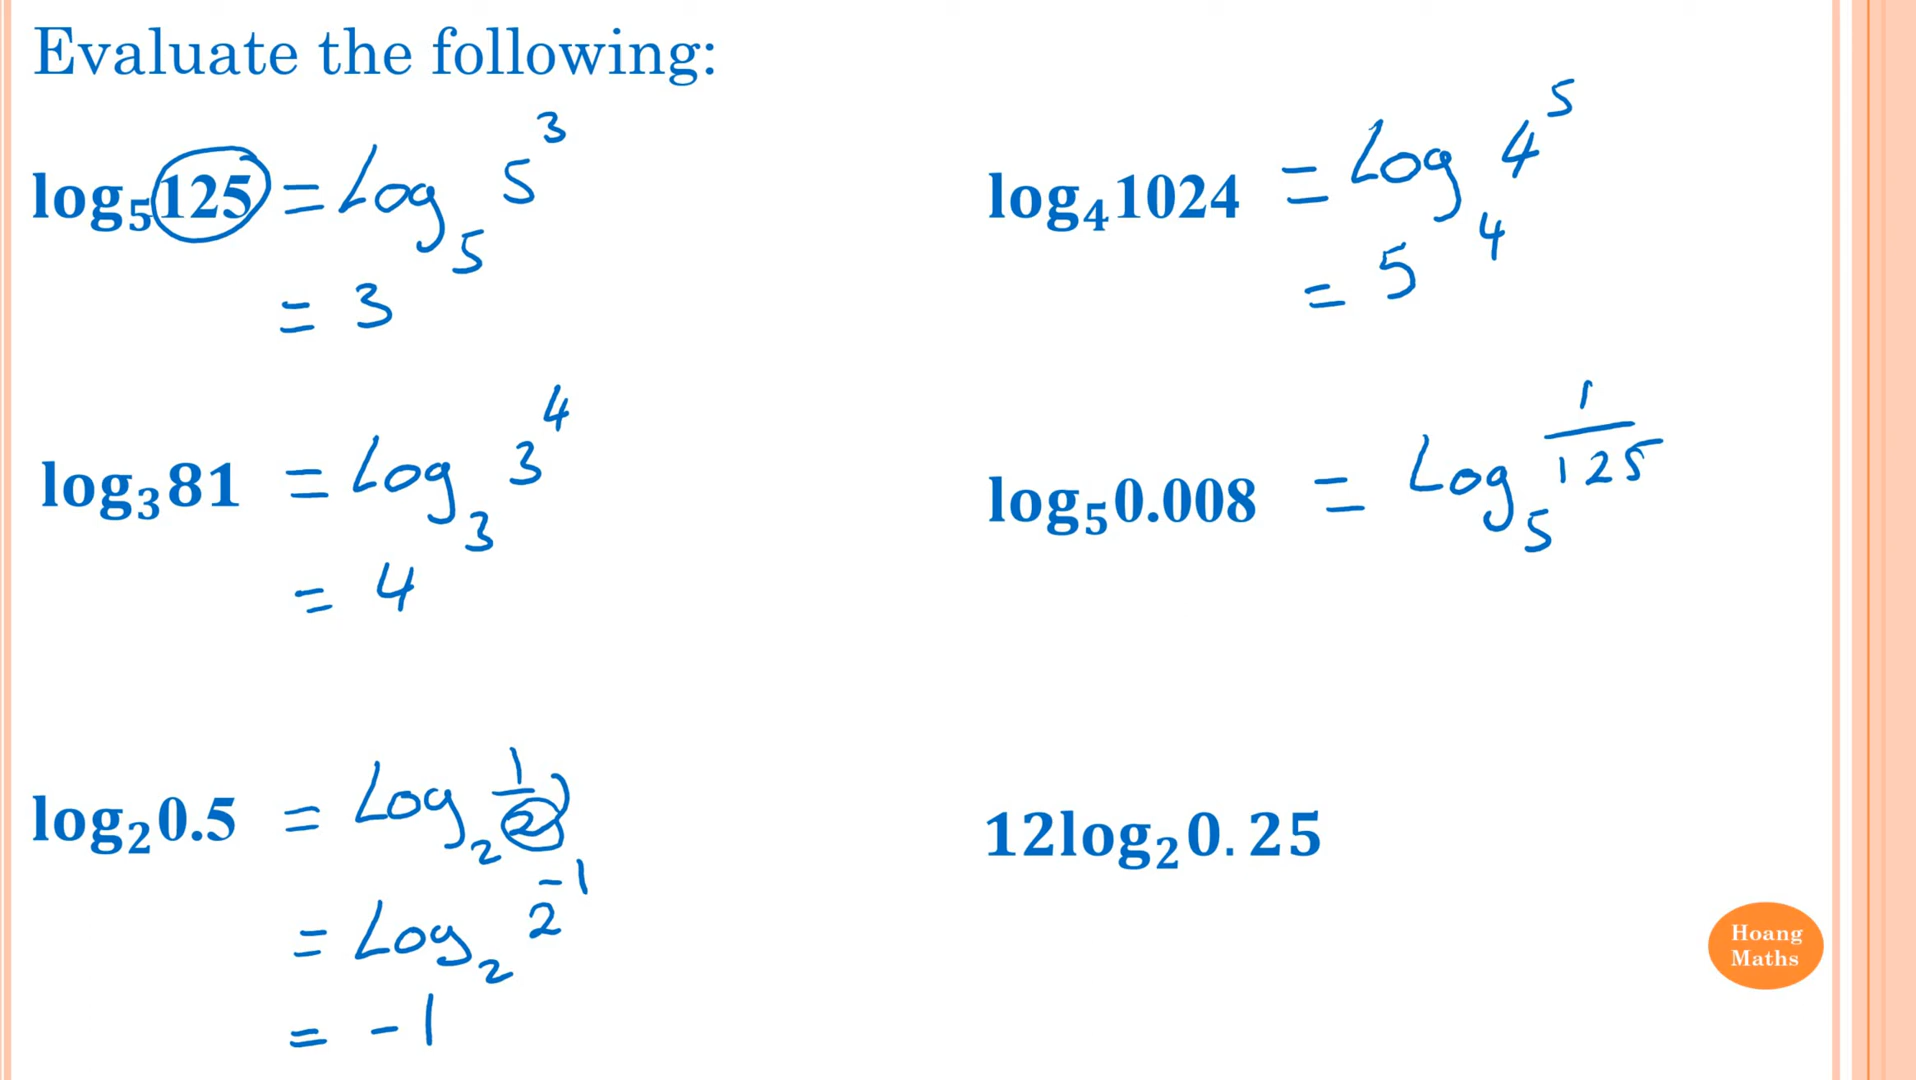 Evaluate the following:
log₅125 = Log₅ 5³
= 3
log₃81 = Log₃ 3⁴
= 4
log₂0.5 = Log₂ 1/2
= Log₂ 2⁻¹
= -1
log₄1024 = Log₄ 4⁵
= 5
log₅0.008 = Log₅ 1/125
12log₂0.25
Hoang
Maths